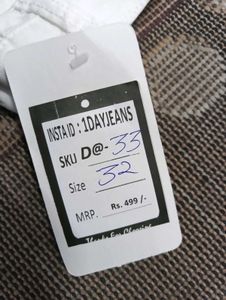 INSTA ID : 1DAYJEANS
SKU D@-33
Size 32
MRP. Rs. 499 /-